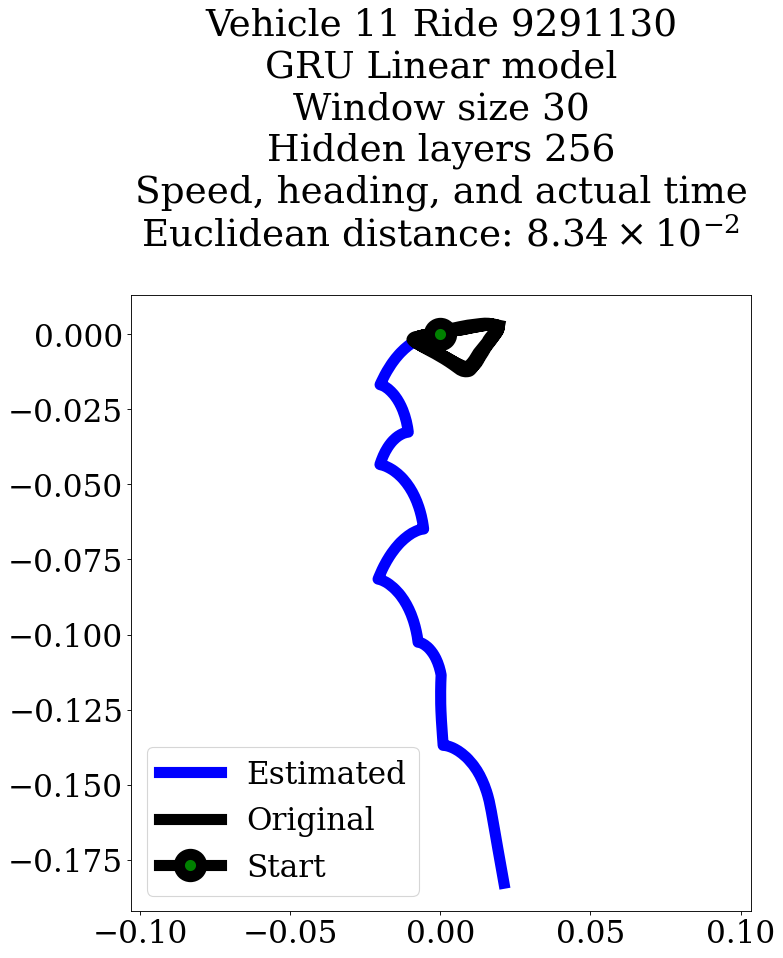 Vehicle 11 Ride 9291130
GRU Linear model
Window size 30
Hidden layers 256
Speed, heading, and actual time
Euclidean distance: 8.34 × 10⁻²
0.000
−0.025
−0.050
−0.075
−0.100
−0.125
−0.150
−0.175
Estimated
Original
Start
−0.10 −0.05 0.00 0.05 0.10